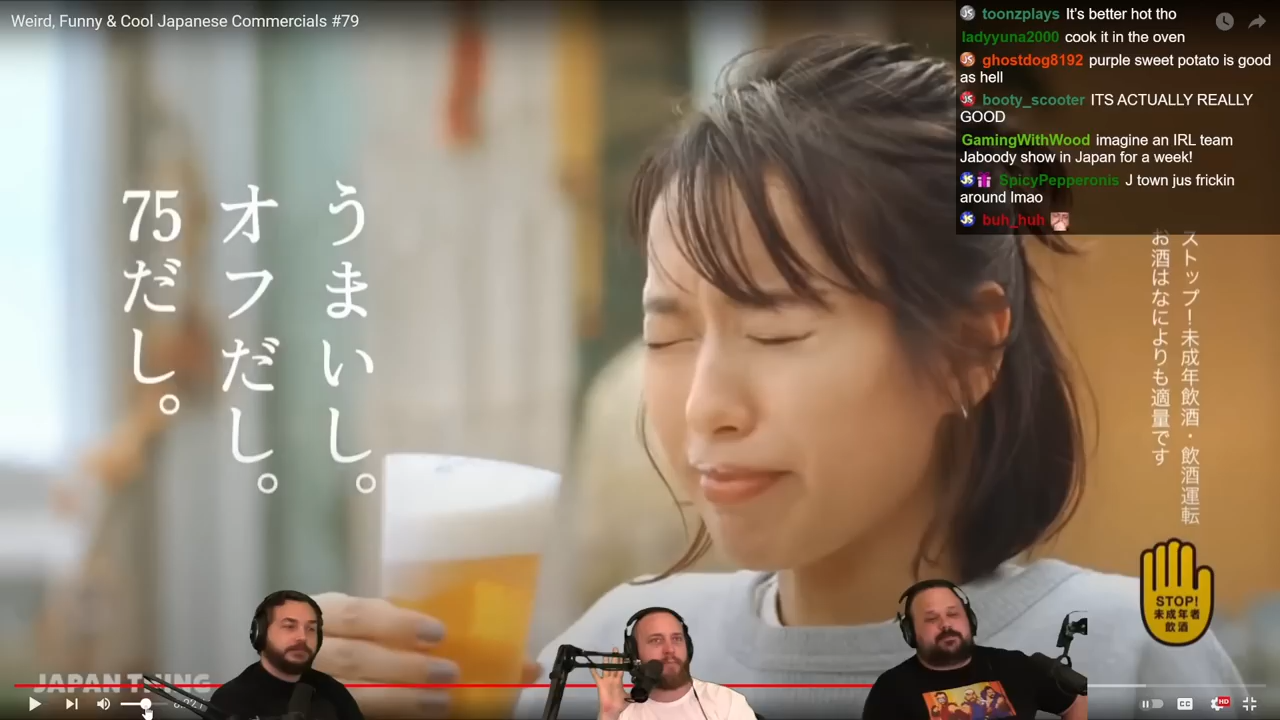 Weird, Funny & Cool Japanese Commercials #79
toonzplays It's better hot tho
ladyyuna2000 cook it in the oven
ghostdog8192 purple sweet potato is good
as hell
booty_scooter ITS ACTUALLY REALLY
GOOD
GamingWithWood imagine an IRL team
Jaboody show in Japan for a week!
SpicyPepperonis J town jus frickin
around lmao
buh_huh
うまいし。
オフだし。
75だし。
ストップ！未成年飲酒・飲酒運転
お酒はなによりも適量です
STOP!
未成年者
飲酒
JAPAN THING
CC
HD